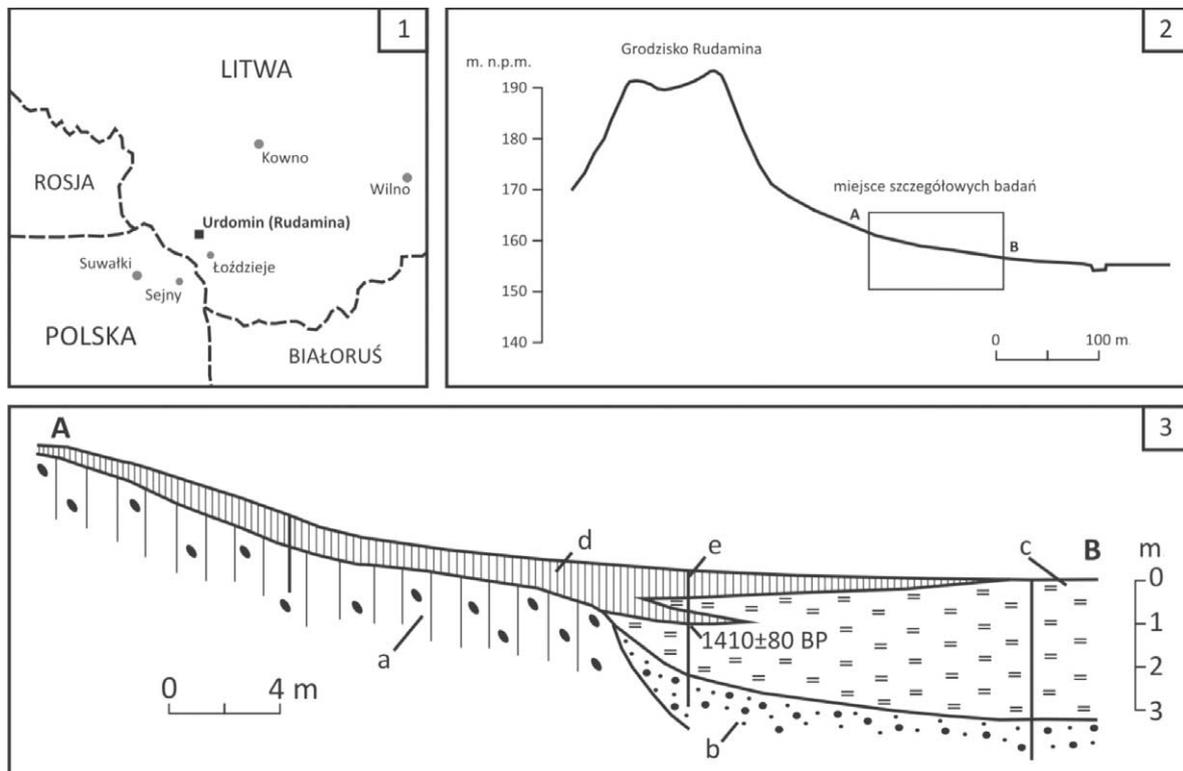 1
LITWA
Kowno
Wilno
ROSJA
Urdomin (Rudamina)
Suwałki
Łoździeje
Sejny
POLSKA
BIAŁORUŚ
2
Grodzisko Rudamina
m. n.p.m.
190
180
170
160
150
140
miejsce szczegółowych badań
A
B
0 100 m.
3
A
d
e
c
B
m
0
1
2
3
1410±80 BP
a
b
0 4 m